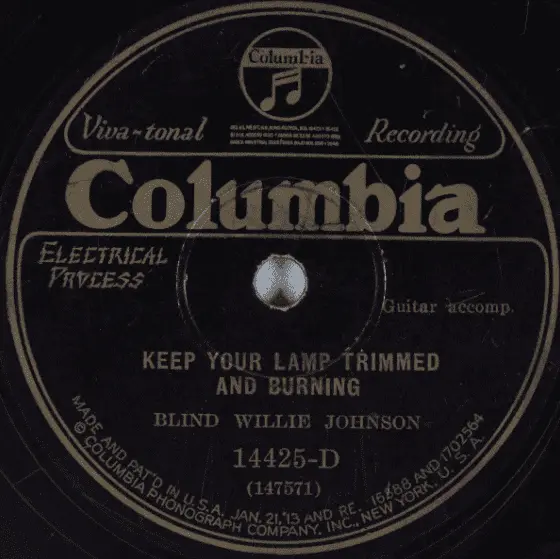 Columbia
Viva-tonal Recording
Columbia
ELECTRICAL
PROCESS
Guitar accomp.
KEEP YOUR LAMP TRIMMED
AND BURNING
BLIND WILLIE JOHNSON
14425-D
(147571)
MADE AND PAT'D IN U.S.A. JAN. 21, '13 AND RE. 15888 AND 1702564
© COLUMBIA PHONOGRAPH COMPANY, INC., NEW YORK, U.S.A.